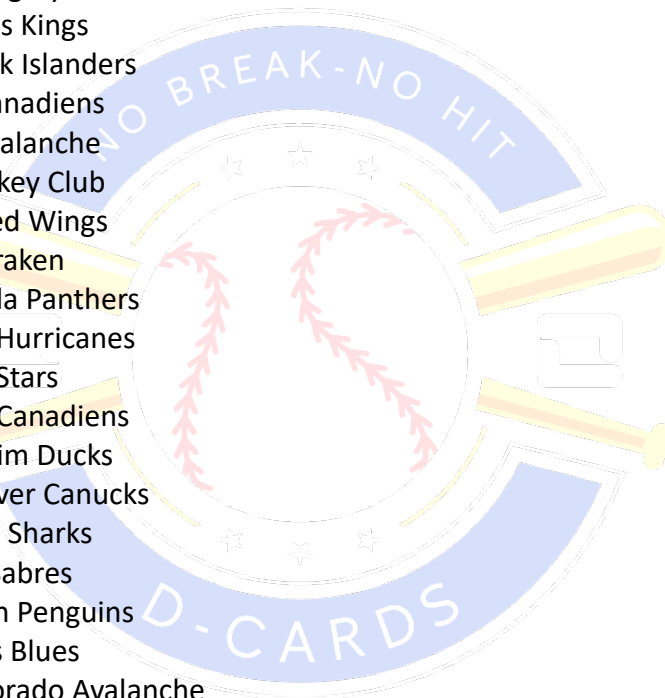 s Kings
k Islanders
anadiens
alanche
key Club
ed Wings
raken
la Panthers
Hurricanes
Stars
Canadiens
im Ducks
ver Canucks
Sharks
abres
n Penguins
s Blues
orado Avalanche
NO BREAK-NO HIT
D-CARDS